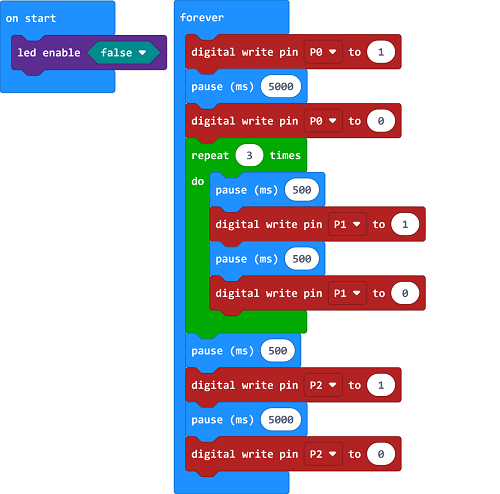 on start
led enable false
forever
digital write pin P0 to 1
pause (ms) 5000
digital write pin P0 to 0
repeat 3 times
do
pause (ms) 500
digital write pin P1 to 1
pause (ms) 500
digital write pin P1 to 0
pause (ms) 500
digital write pin P2 to 1
pause (ms) 5000
digital write pin P2 to 0